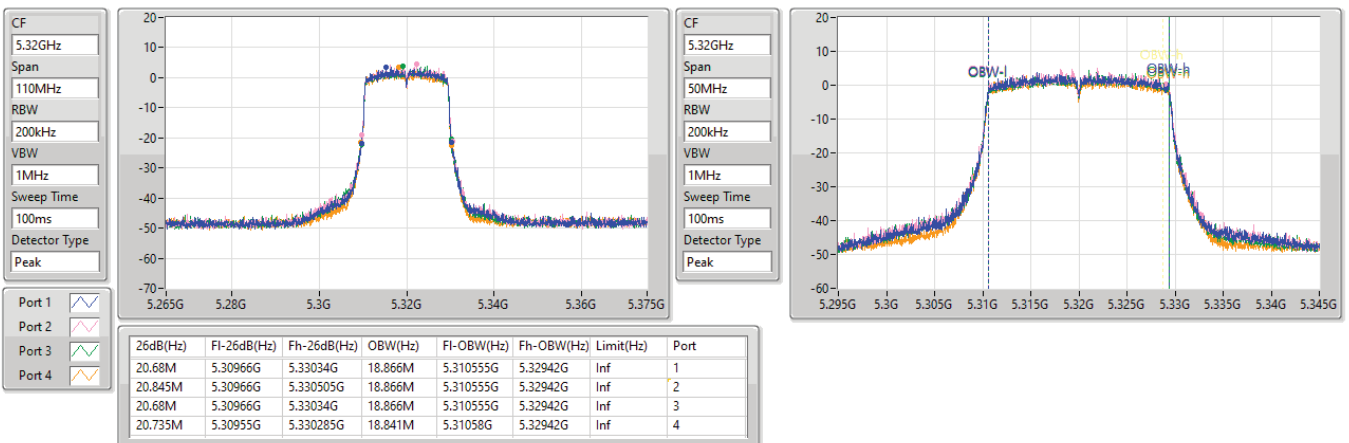 CF
5.32GHz
Span
110MHz
RBW
200kHz
VBW
1MHz
Sweep Time
100ms
Detector Type
Peak
20
10
0
-10
-20
-30
-40
-50
-60
-70
5.265G 5.28G 5.3G 5.32G 5.34G 5.36G 5.375G
CF
5.32GHz
Span
50MHz
RBW
200kHz
VBW
1MHz
Sweep Time
100ms
Detector Type
Peak
20
10
0
-10
-20
-30
-40
-50
-60
OBW-l
OBW-h
OBW-h
5.295G 5.3G 5.305G 5.31G 5.315G 5.32G 5.325G 5.33G 5.335G 5.34G 5.345G
Port 1
Port 2
Port 3
Port 4
26dB(Hz) Fl-26dB(Hz) Fh-26dB(Hz) OBW(Hz) Fl-OBW(Hz) Fh-OBW(Hz) Limit(Hz) Port
20.68M 5.30966G 5.33034G 18.866M 5.310555G 5.32942G Inf 1
20.845M 5.30966G 5.330505G 18.866M 5.310555G 5.32942G Inf 2
20.68M 5.30966G 5.33034G 18.866M 5.310555G 5.32942G Inf 3
20.735M 5.30955G 5.330285G 18.841M 5.31058G 5.32942G Inf 4